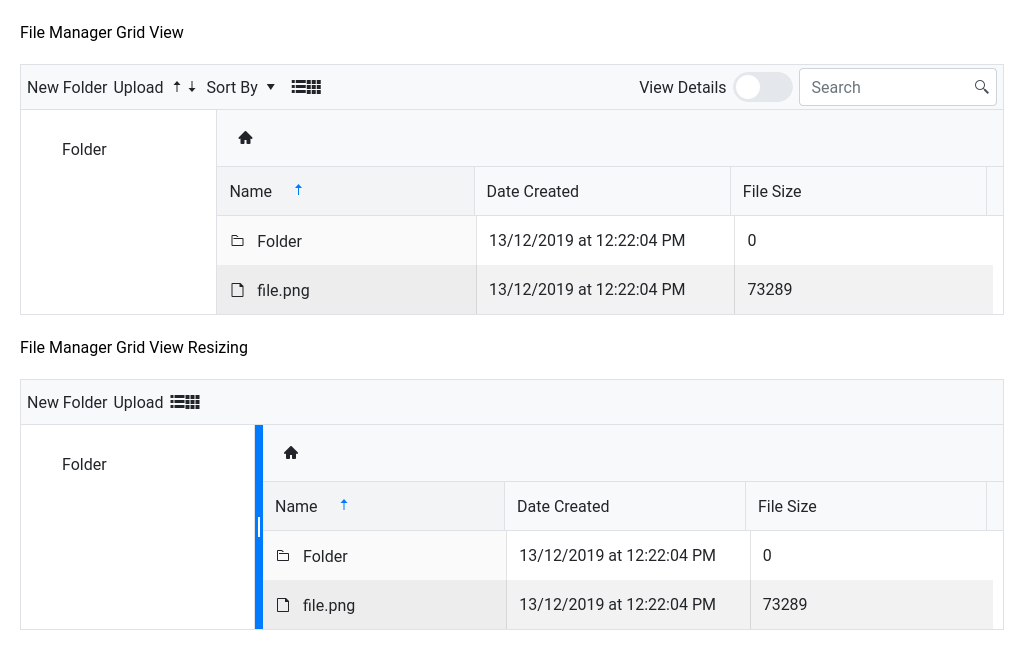 File Manager Grid View
New Folder Upload Sort By View Details Search
Folder
Name Date Created File Size
Folder 13/12/2019 at 12:22:04 PM 0
file.png 13/12/2019 at 12:22:04 PM 73289
File Manager Grid View Resizing
New Folder Upload
Folder
Name Date Created File Size
Folder 13/12/2019 at 12:22:04 PM 0
file.png 13/12/2019 at 12:22:04 PM 73289